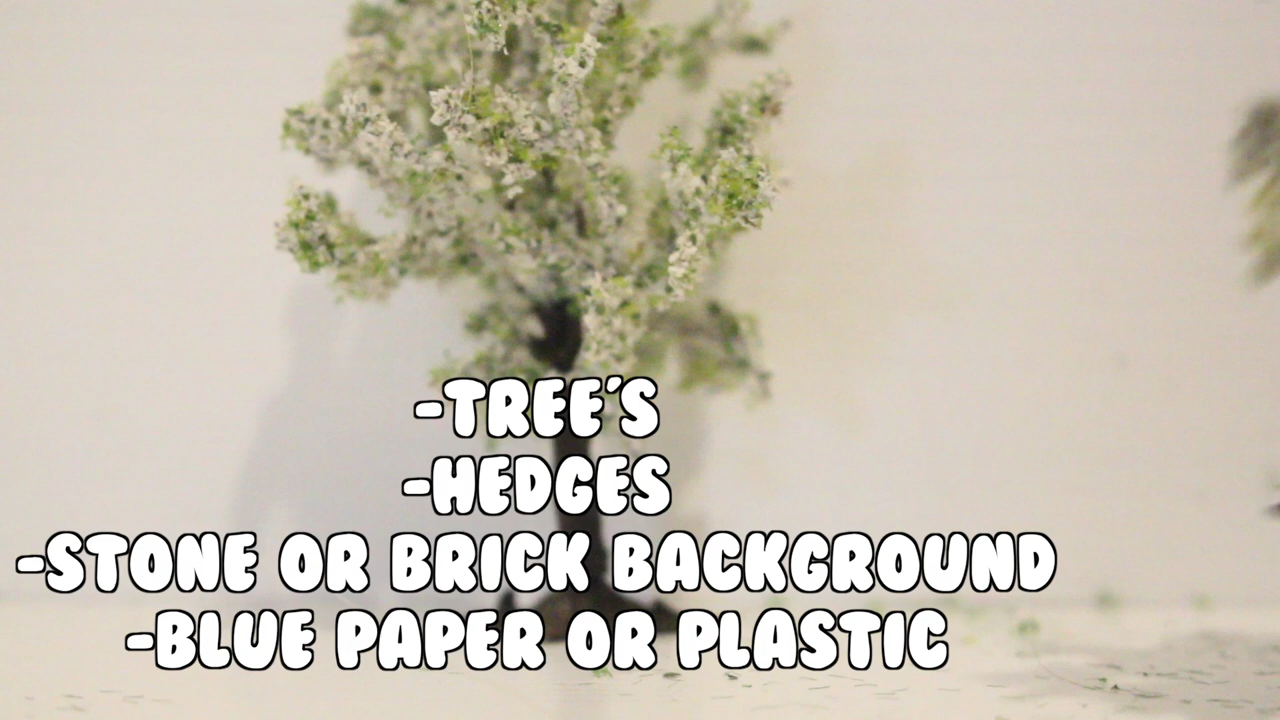 -TREE'S
-HEDGES
-STONE OR BRICK BACKGROUND
-BLUE PAPER OR PLASTIC